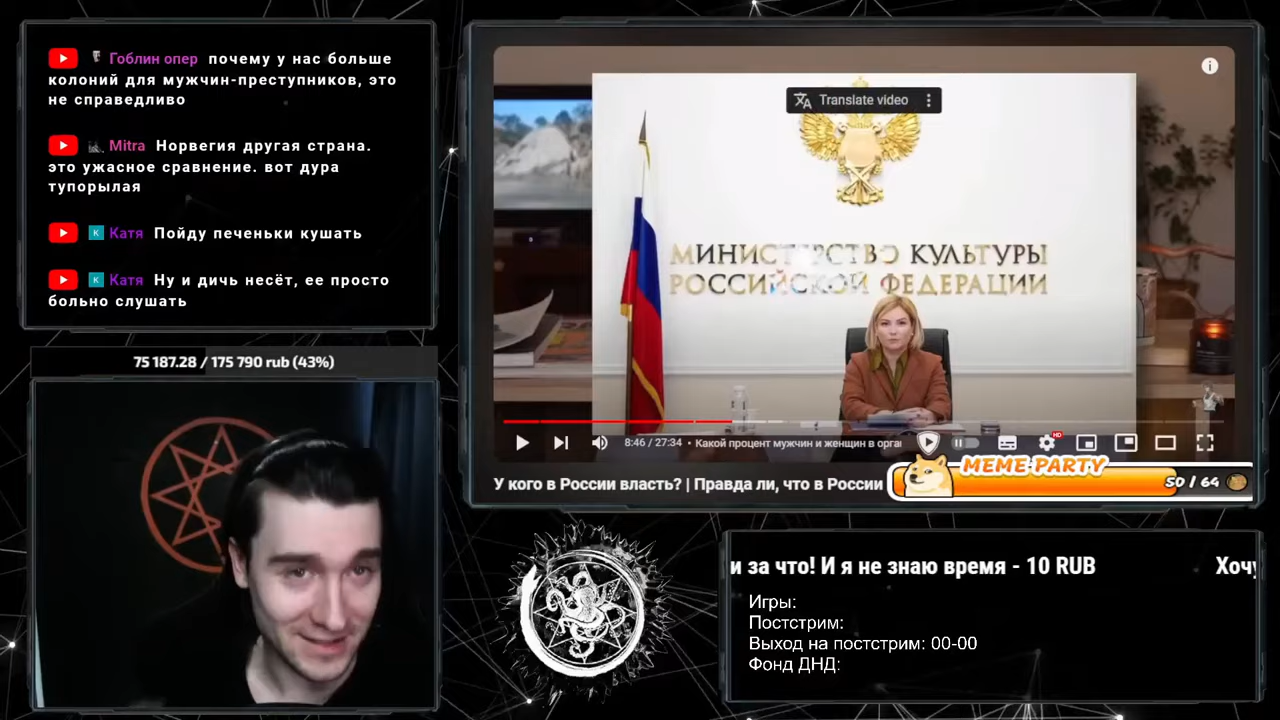 Гоблин опер почему у нас больше
колоний для мужчин-преступников, это
не справедливо
Mitra Норвегия другая страна.
это ужасное сравнение. вот дура
тупорылая
К Катя Пойду печеньки кушать
К Катя Ну и дичь несёт, ее просто
больно слушать
75 187.28 / 175 790 rub (43%)
Translate video
МИНИСТЕРСТВО КУЛЬТУРЫ
РОССИЙСКОЙ ФЕДЕРАЦИИ
8:46 / 27:34 • Какой процент мужчин и женщин в орга
HD
У кого в России власть? | Правда ли, что в России
MEME PARTY
50 / 64
и за что! И я не знаю время - 10 RUB
Хочу
Игры:
Постстрим:
Выход на постстрим: 00-00
Фонд ДНД: